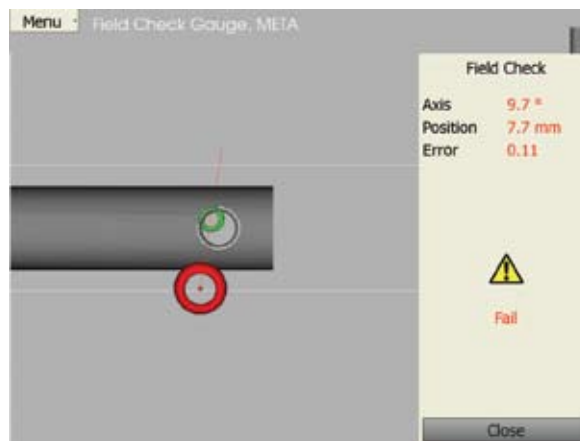 Menu
Field Check Gauge, META
Field Check
Axis 9.7 °
Position 7.7 mm
Error 0.11
Fail
Close